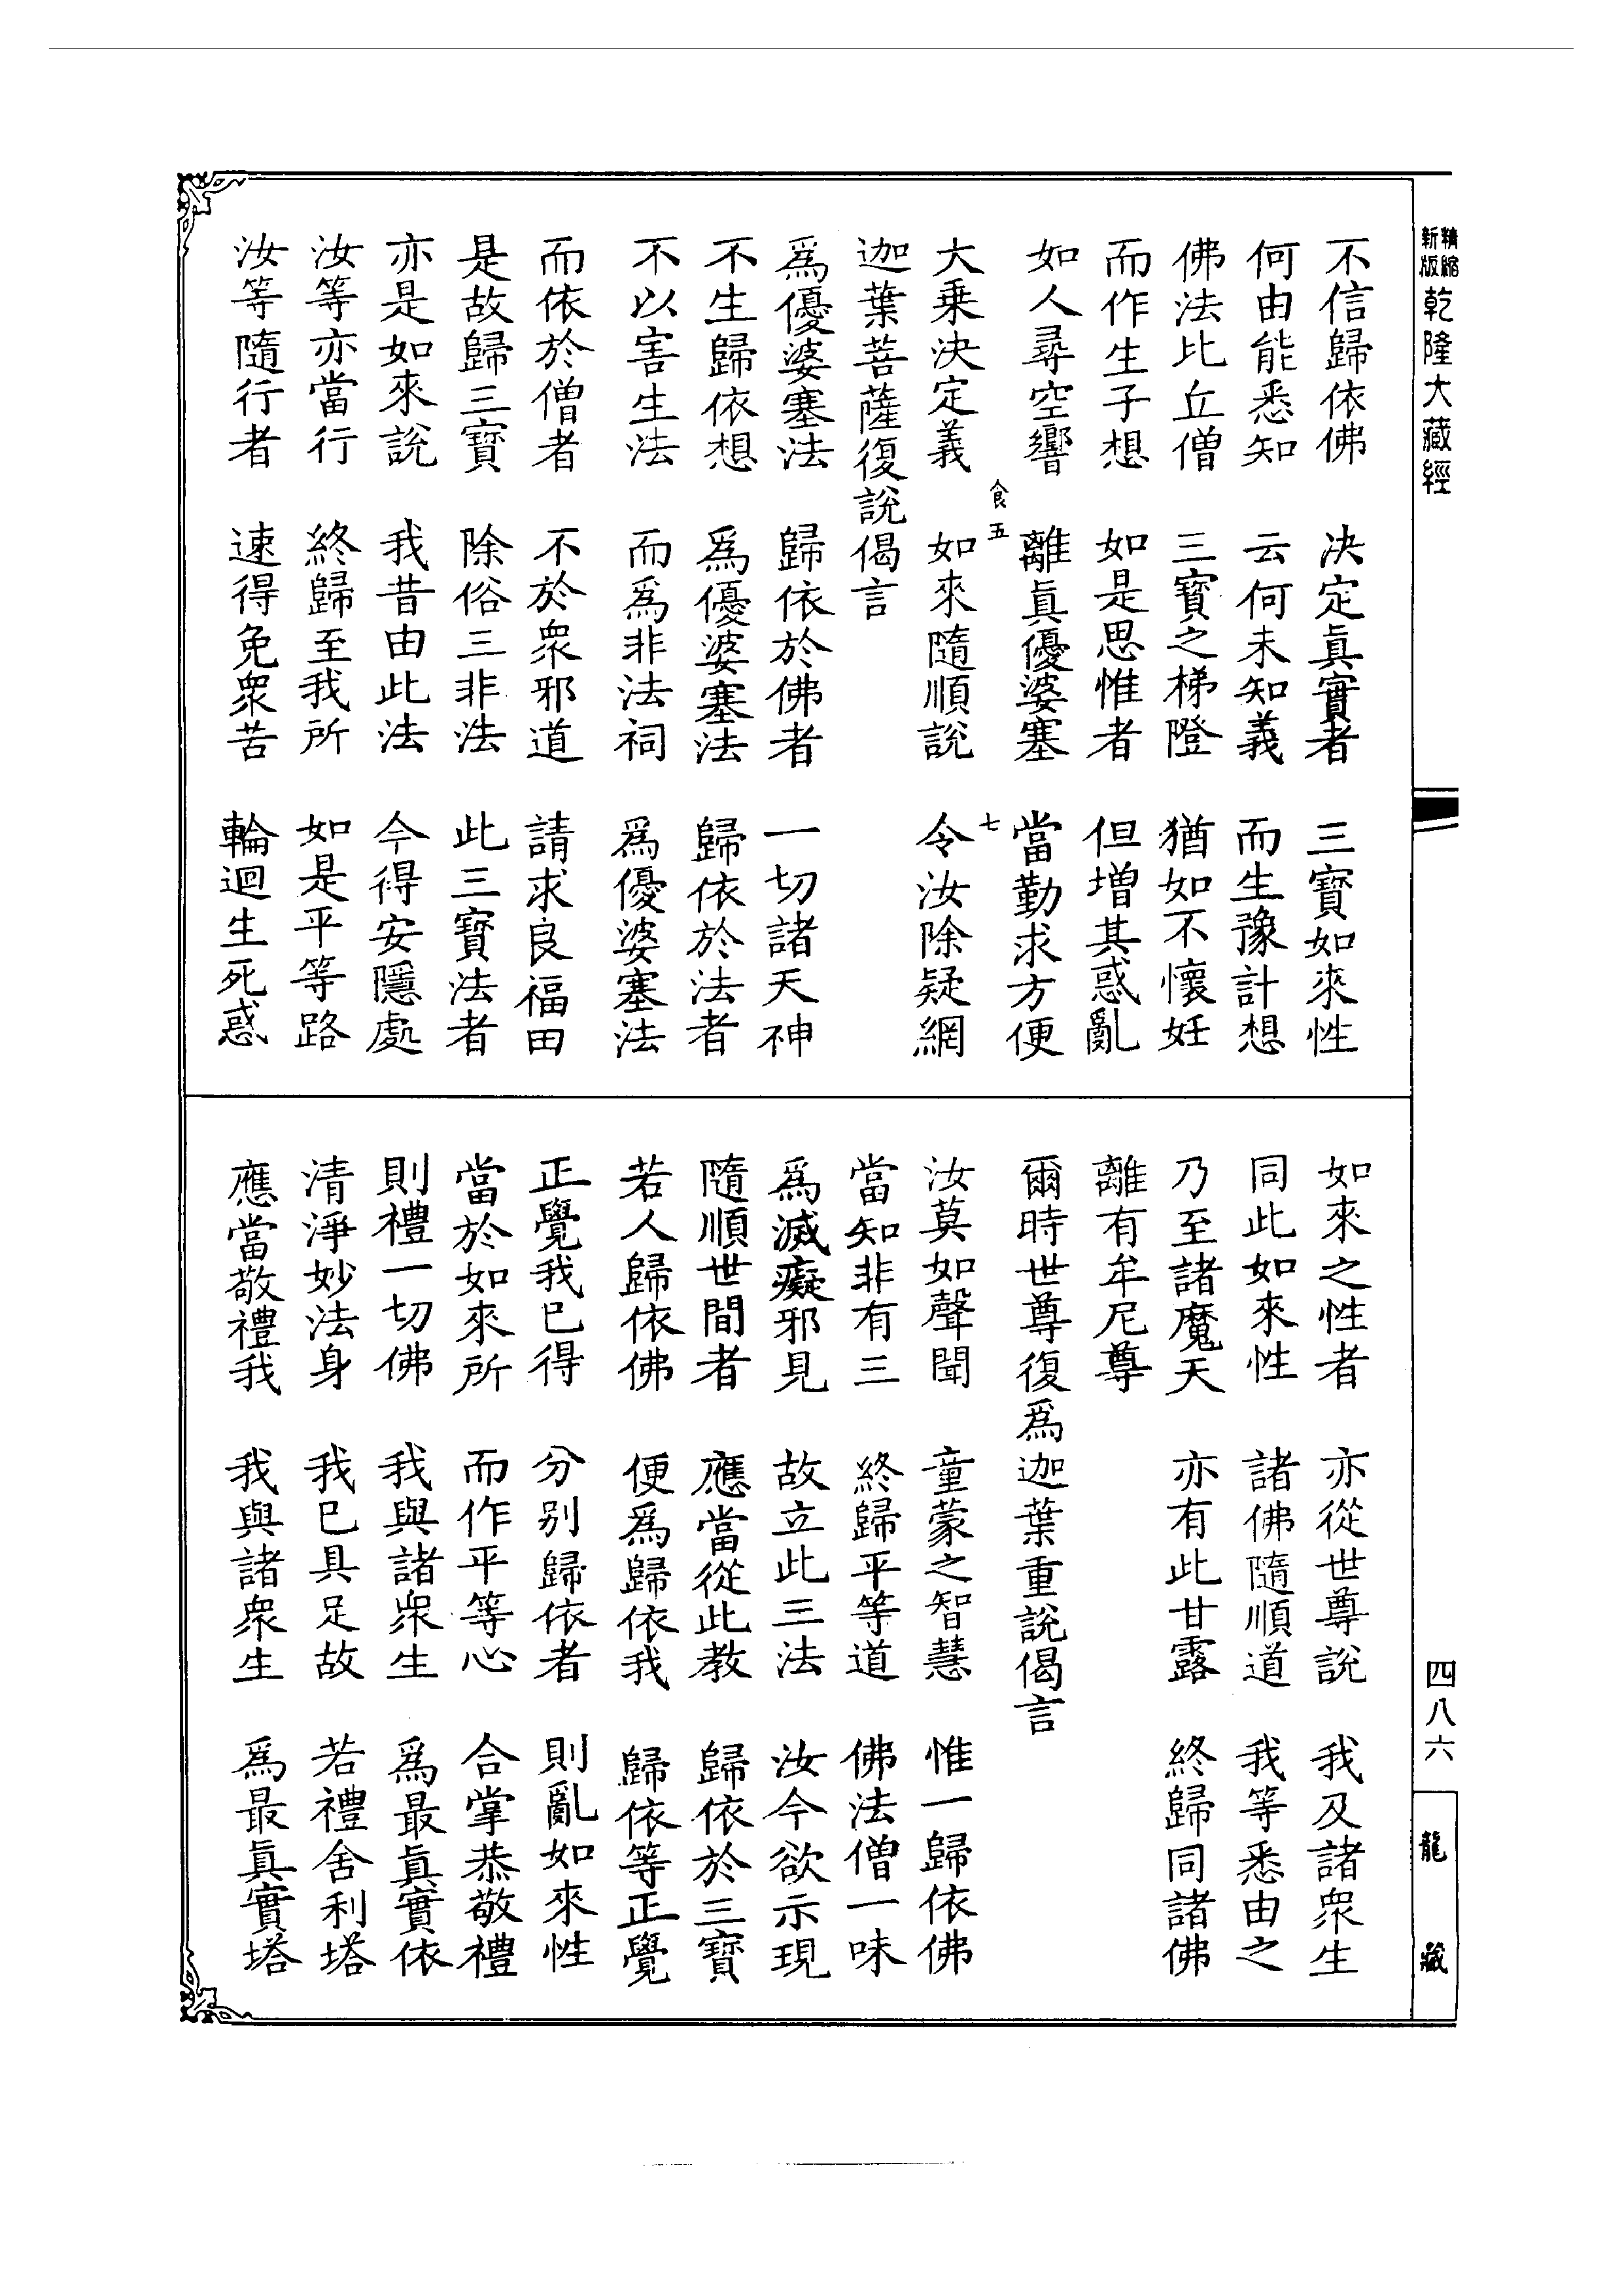 精縮新版乾隆大藏經
不信歸依佛　決定眞實者　三寶如來性
何由能悉知　云何未知義　而生豫計想
佛法比丘僧　三寶之梯隥　猶如不懷妊
而作生子想　如是思惟者　但增其惑亂
如人尋空響　離眞優婆塞　當勤求方便
食五　七
大乘決定義　如來隨順說　令汝除疑網
迦葉菩薩復說偈言
爲優婆塞法　歸依於佛者　一切諸天神
不生歸依想　爲優婆塞法　歸依於法者
不以害生法　而爲非法祠　爲優婆塞法
而依於僧者　不於衆邪道　請求良福田
是故歸三寶　除俗三非法　此三寶法者
亦是如來說　我昔由此法　今得安隱處
汝等亦當行　終歸至我所　如是平等路
汝等隨行者　速得免衆苦　輪迴生死惑
如來之性者　亦從世尊說　我及諸衆生
同此如來性　諸佛隨順道　我等悉由之
乃至諸魔天　亦有此甘露　終歸同諸佛
離有牟尼尊
爾時世尊復爲迦葉重說偈言
汝莫如聲聞　童蒙之智慧　惟一歸依佛
當知非有三　終歸平等道　佛法僧一味
爲滅癡邪見　故立此三法　汝今欲示現
隨順世間者　應當從此教　歸依於三寶
若人歸依佛　便爲歸依我　歸依等正覺
正覺我已得　分别歸依者　則亂如來性
當於如來所　而作平等心　合掌恭敬禮
則禮一切佛　我與諸衆生　爲最眞實依
清淨妙法身　我已具足故　若禮舍利塔
應當敬禮我　我與諸衆生　爲最眞實塔
四八六
龍藏